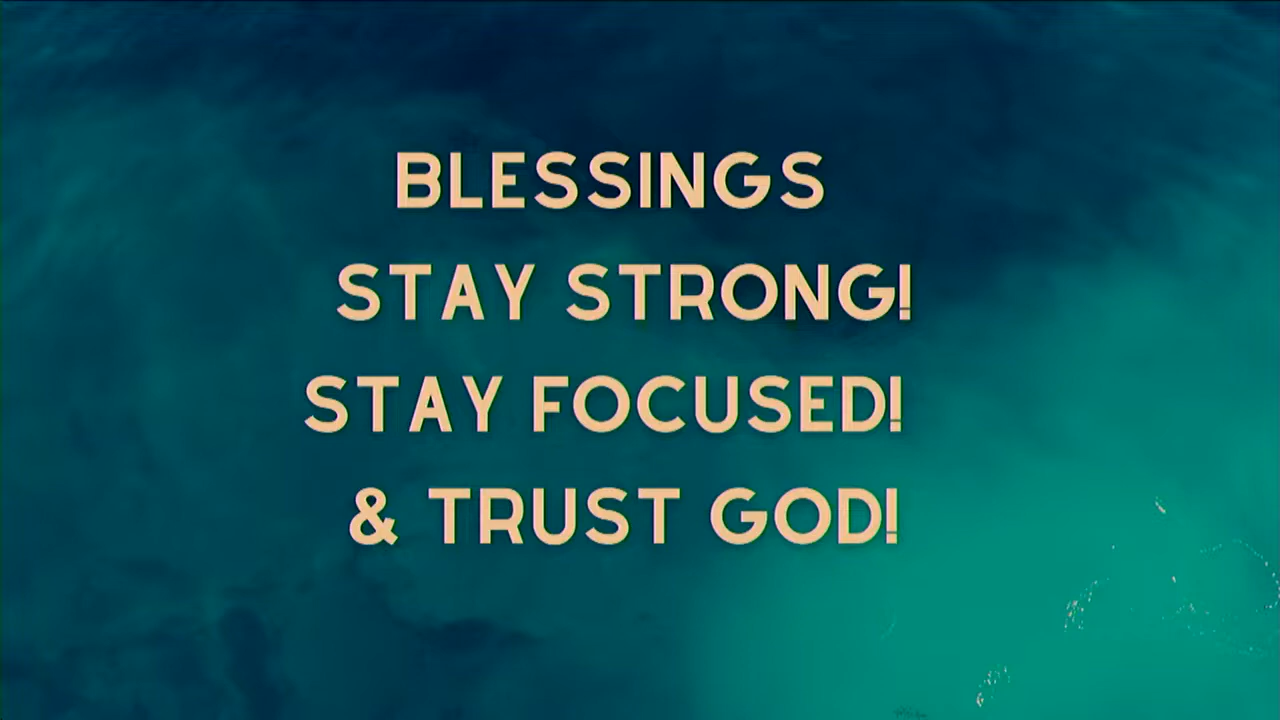 BLESSINGS
STAY STRONG!
STAY FOCUSED!
& TRUST GOD!